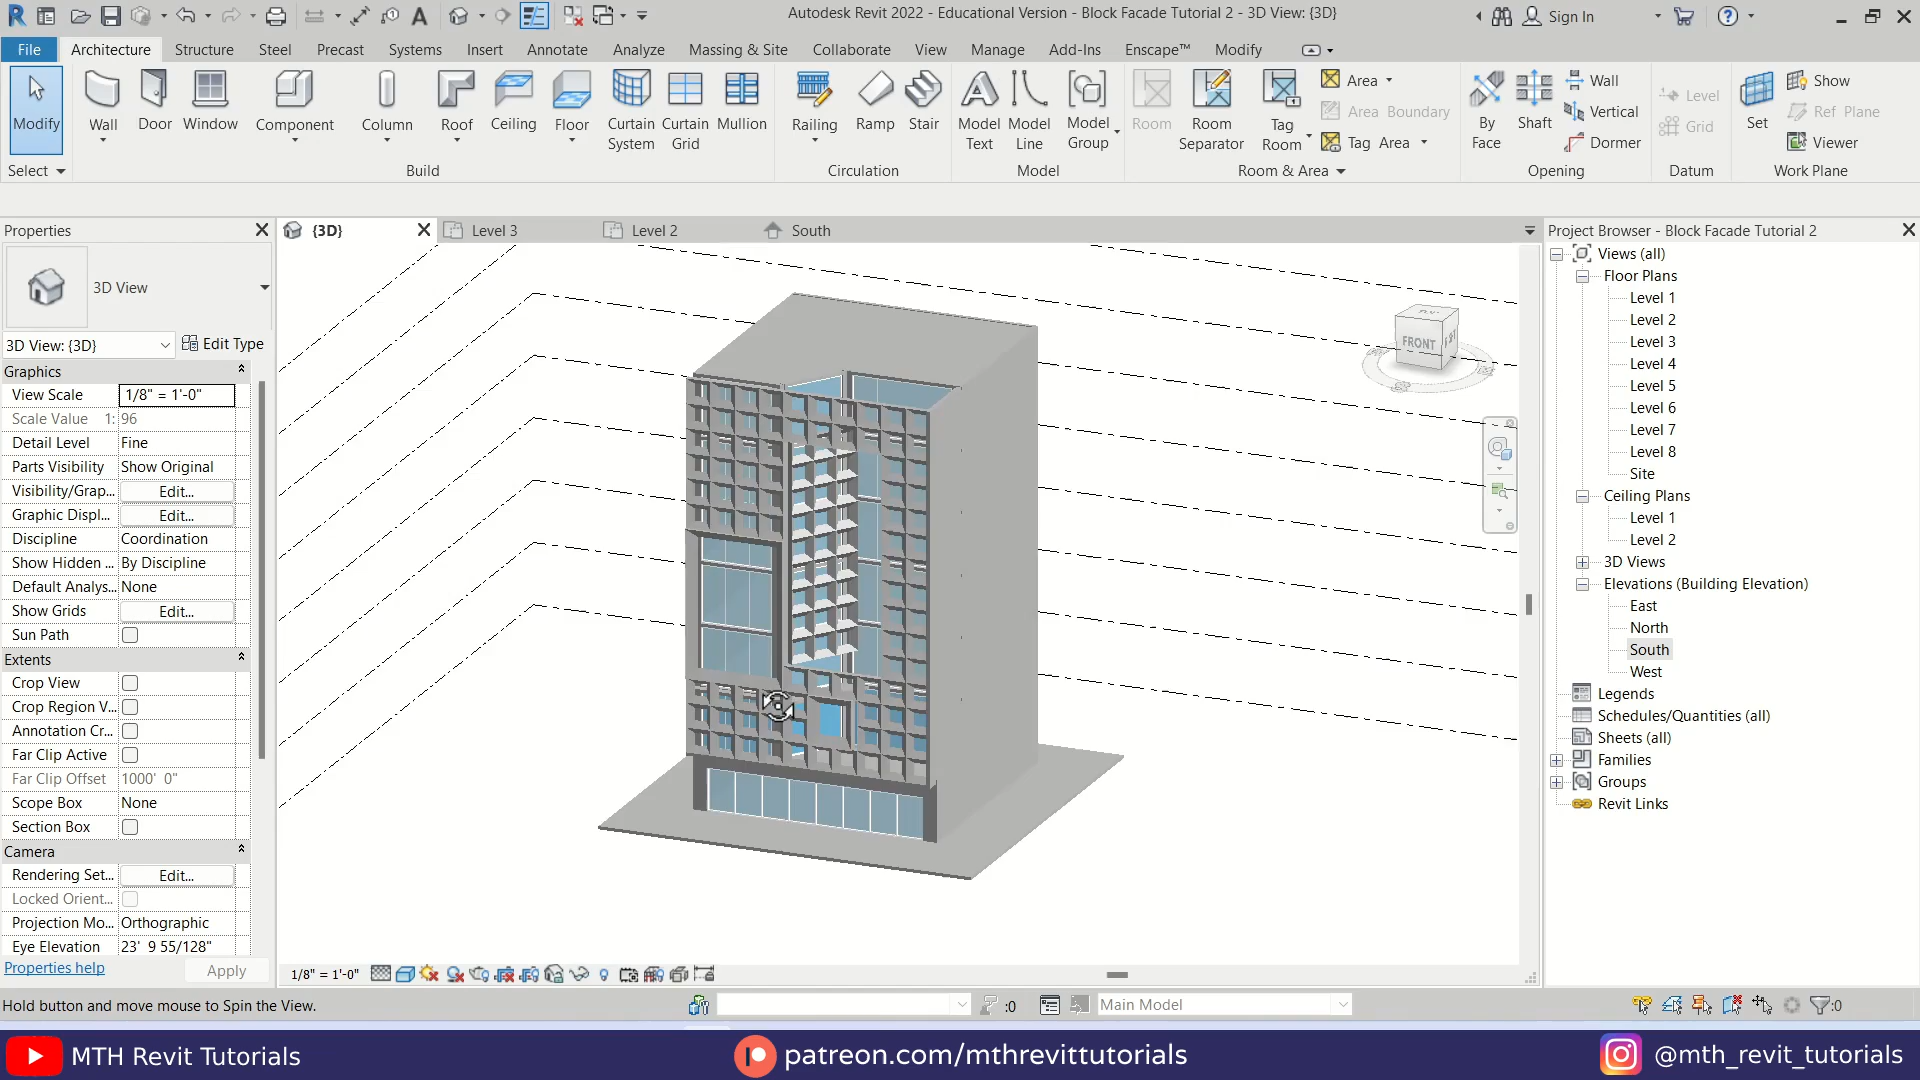 Autodesk Revit 2022 - Educational Version - Block Facade Tutorial 2 - 3D View: {3D}
Sign In
File Architecture Structure Steel Precast Systems Insert Annotate Analyze Massing & Site Collaborate View Manage Add-Ins Enscape™ Modify
Modify Wall Door Window Component Column Roof Ceiling Floor Curtain System Curtain Grid Mullion Railing Ramp Stair Model Text Model Line Model Group Room Room Separator Tag Room By Face Shaft Set
Area Wall Level Show
Area Boundary Vertical Grid Ref Plane
Tag Area Dormer Viewer
Select Build Circulation Model Room & Area Opening Datum Work Plane
Properties
{3D} Level 3 Level 2 South
Project Browser - Block Facade Tutorial 2
3D View
3D View: {3D} Edit Type
Graphics
View Scale 1/8" = 1'-0"
Scale Value 1: 96
Detail Level Fine
Parts Visibility Show Original
Visibility/Grap... Edit...
Graphic Displ... Edit...
Discipline Coordination
Show Hidden ... By Discipline
Default Analys... None
Show Grids Edit...
Sun Path
Extents
Crop View
Crop Region V...
Annotation Cr...
Far Clip Active
Far Clip Offset 1000' 0"
Scope Box None
Section Box
Camera
Rendering Set... Edit...
Locked Orient...
Projection Mo... Orthographic
Eye Elevation 23' 9 55/128"
Properties help Apply
FRONT
Views (all)
Floor Plans
Level 1
Level 2
Level 3
Level 4
Level 5
Level 6
Level 7
Level 8
Site
Ceiling Plans
Level 1
Level 2
3D Views
Elevations (Building Elevation)
East
North
South
West
Legends
Schedules/Quantities (all)
Sheets (all)
Families
Groups
Revit Links
1/8" = 1'-0"
Hold button and move mouse to Spin the View.
:0
Main Model
:0
MTH Revit Tutorials
patreon.com/mthrevittutorials
@mth_revit_tutorials